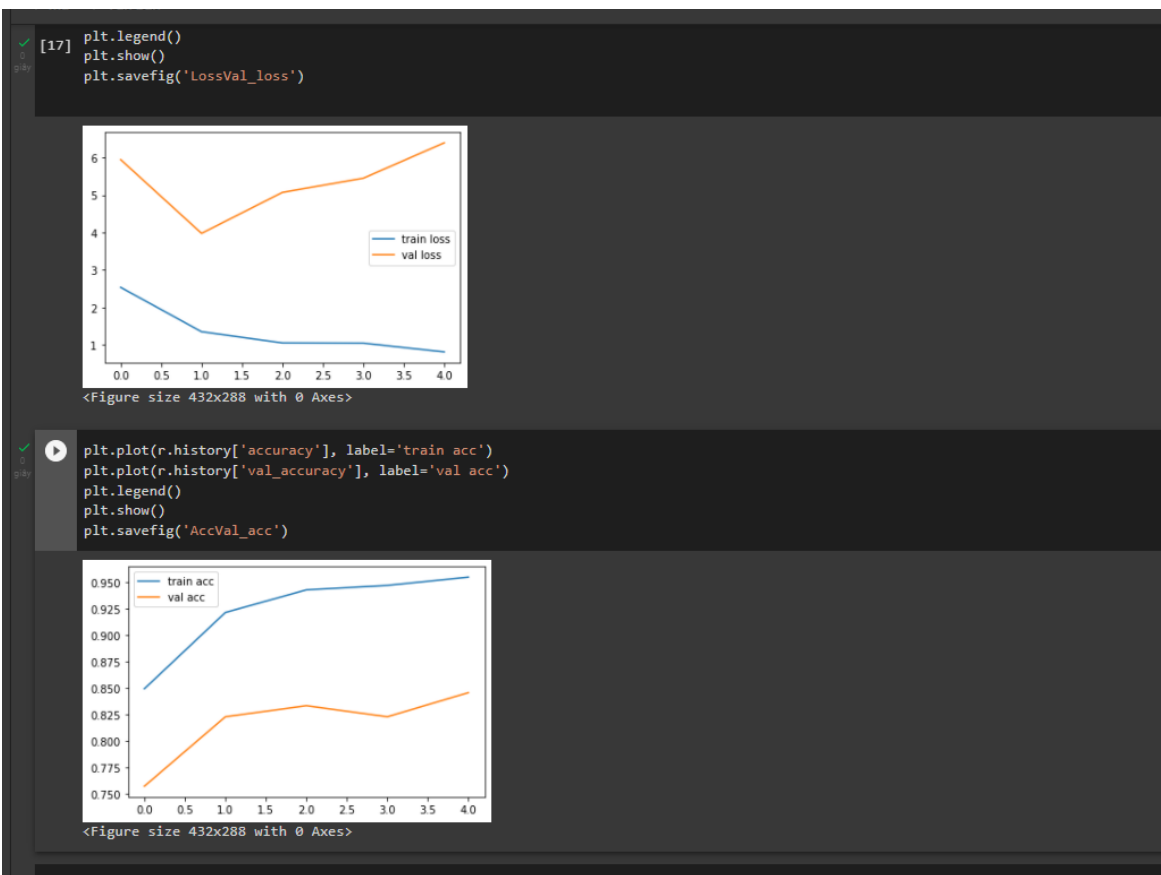 [17]
plt.legend()
plt.show()
plt.savefig('LossVal_loss')
6
5
4
3
2
1
train loss
val loss
0.0 0.5 1.0 1.5 2.0 2.5 3.0 3.5 4.0
<Figure size 432x288 with 0 Axes>
0
plt.plot(r.history['accuracy'], label='train acc')
plt.plot(r.history['val_accuracy'], label='val acc')
plt.legend()
plt.show()
plt.savefig('AccVal_acc')
0.950
0.925
0.900
0.875
0.850
0.825
0.800
0.775
0.750
train acc
val acc
0.0 0.5 1.0 1.5 2.0 2.5 3.0 3.5 4.0
<Figure size 432x288 with 0 Axes>